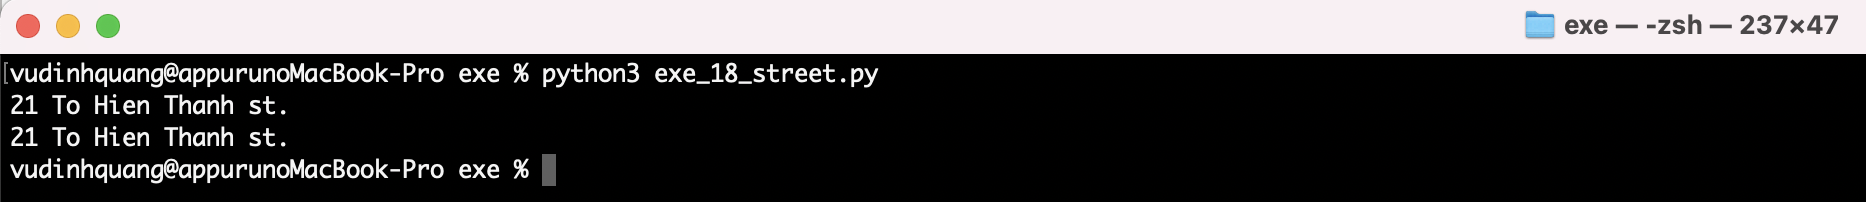 exe — -zsh — 237×47
[vudinhquang@appurunoMacBook-Pro exe % python3 exe_18_street.py
21 To Hien Thanh st.
21 To Hien Thanh st.
vudinhquang@appurunoMacBook-Pro exe %